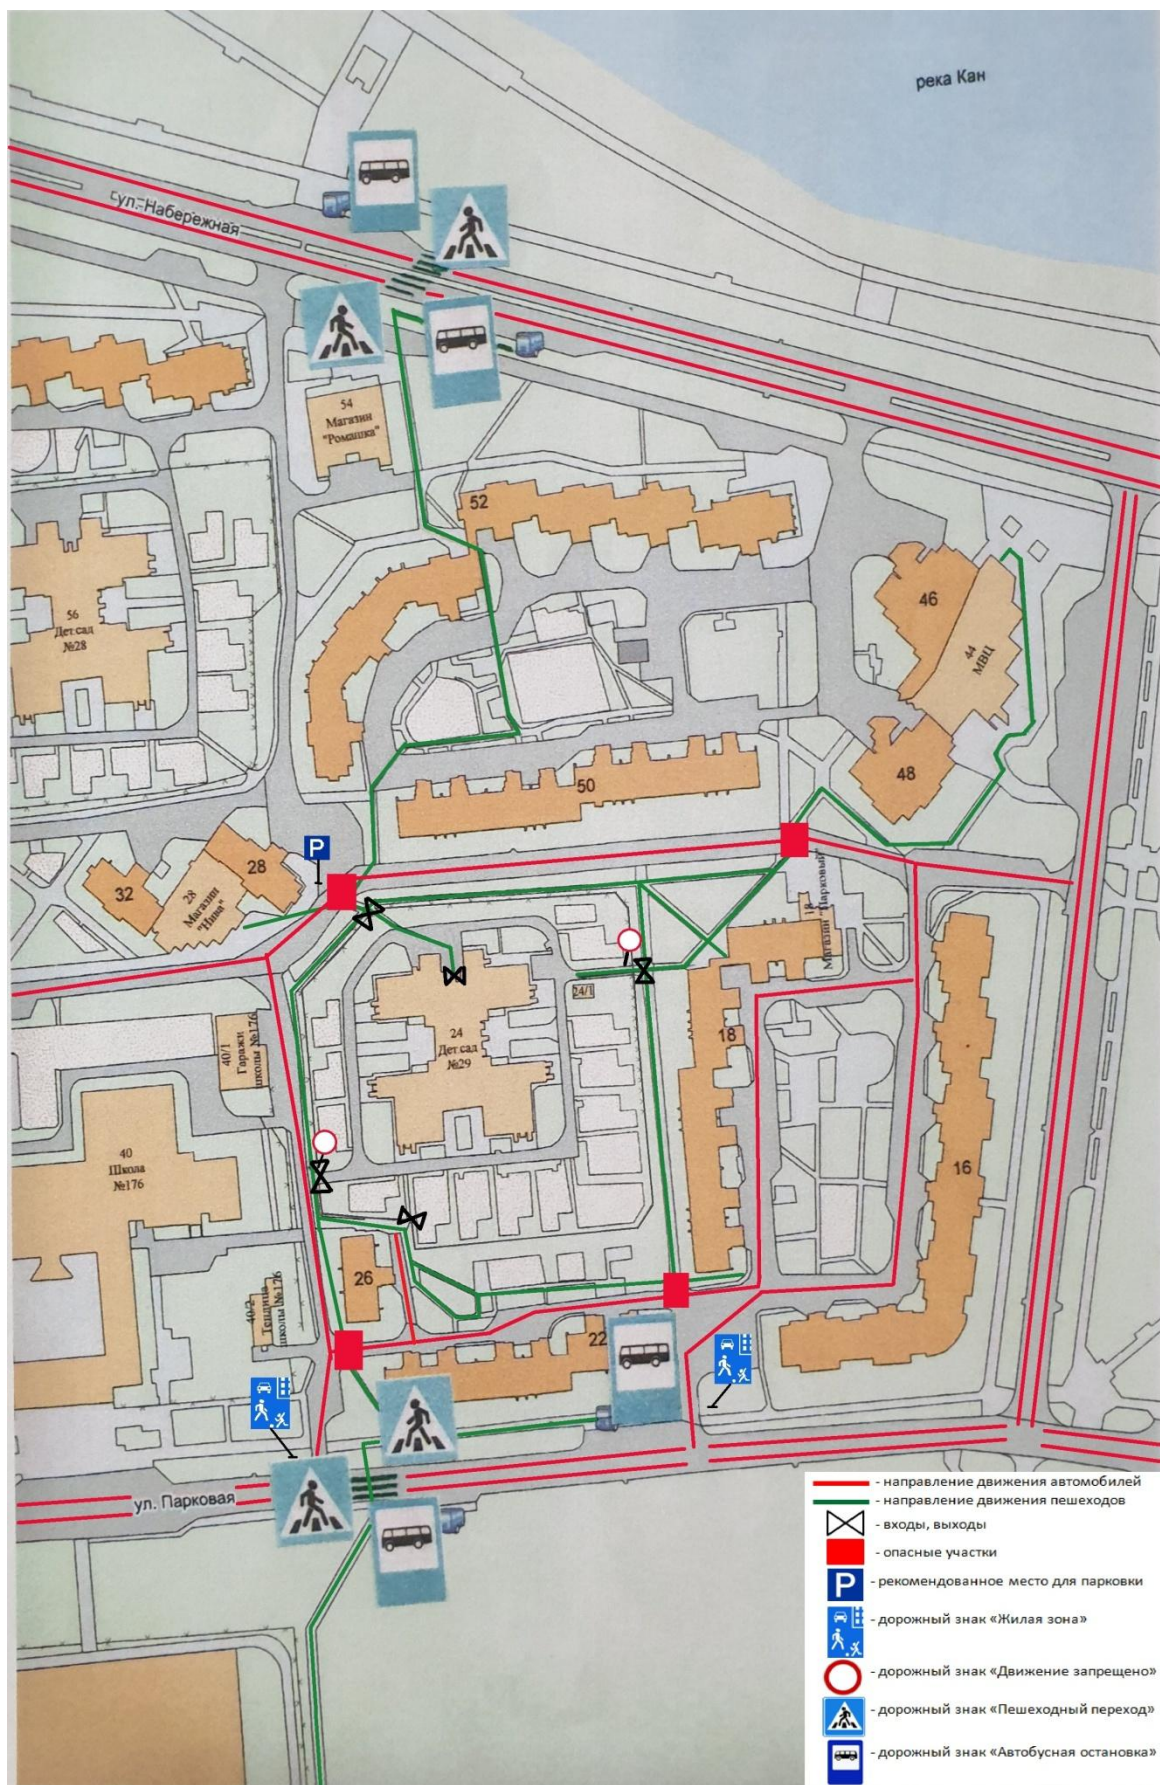 река Кан
ул. Набережная
54
Магазин
"Ромашка"
52
56
Дет.сад
№28
46
44
МВЦ
48
50
28
32
28
Магазин
"Нива"
P
18
Магазин "Парковый"
24/1
24
Дет.сад
№29
18
40/1
Гаражи
школы №176
40
Школа
№176
16
26
40/2
Теплица
школы №176
22
ул. Парковая
- направление движения автомобилей
- направление движения пешеходов
- входы, выходы
- опасные участки
P - рекомендованное место для парковки
- дорожный знак «Жилая зона»
- дорожный знак «Движение запрещено»
- дорожный знак «Пешеходный переход»
- дорожный знак «Автобусная остановка»